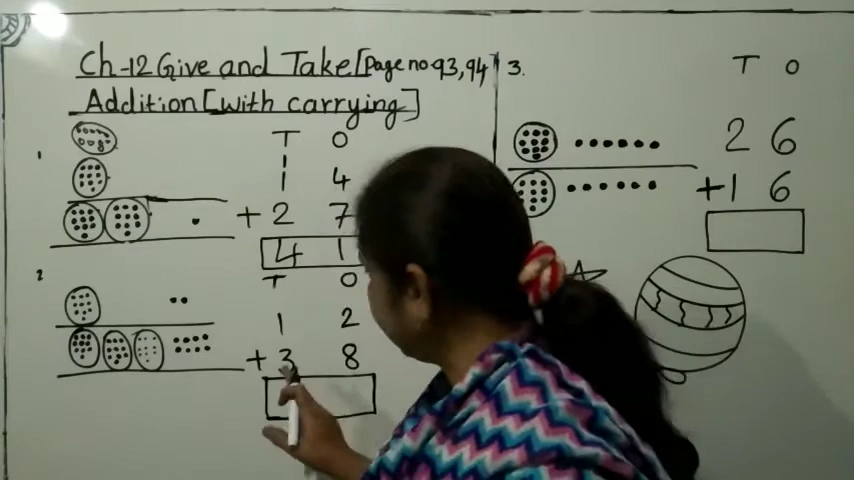 Ch-12 Give and Take [Page no 93,94
Addition [with carrying]
1
T O
1
1 4
+ 2 7
4 1
2
T O
1 2
+ 3 8
3.
T O
2 6
+1 6